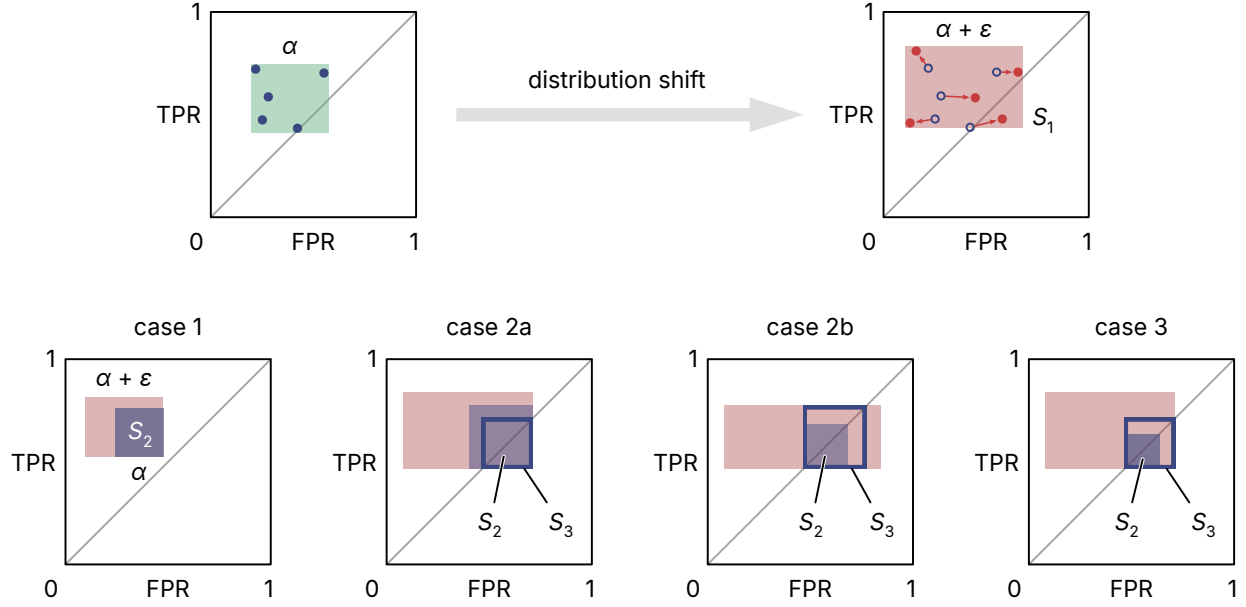 1
α
TPR
0
FPR
1
distribution shift
1
α + ε
TPR
S1
0
FPR
1
case 1
1
α + ε
S2
α
TPR
0
FPR
1
case 2a
1
TPR
S2
S3
0
FPR
1
case 2b
1
TPR
S2
S3
0
FPR
1
case 3
1
TPR
S2
S3
0
FPR
1